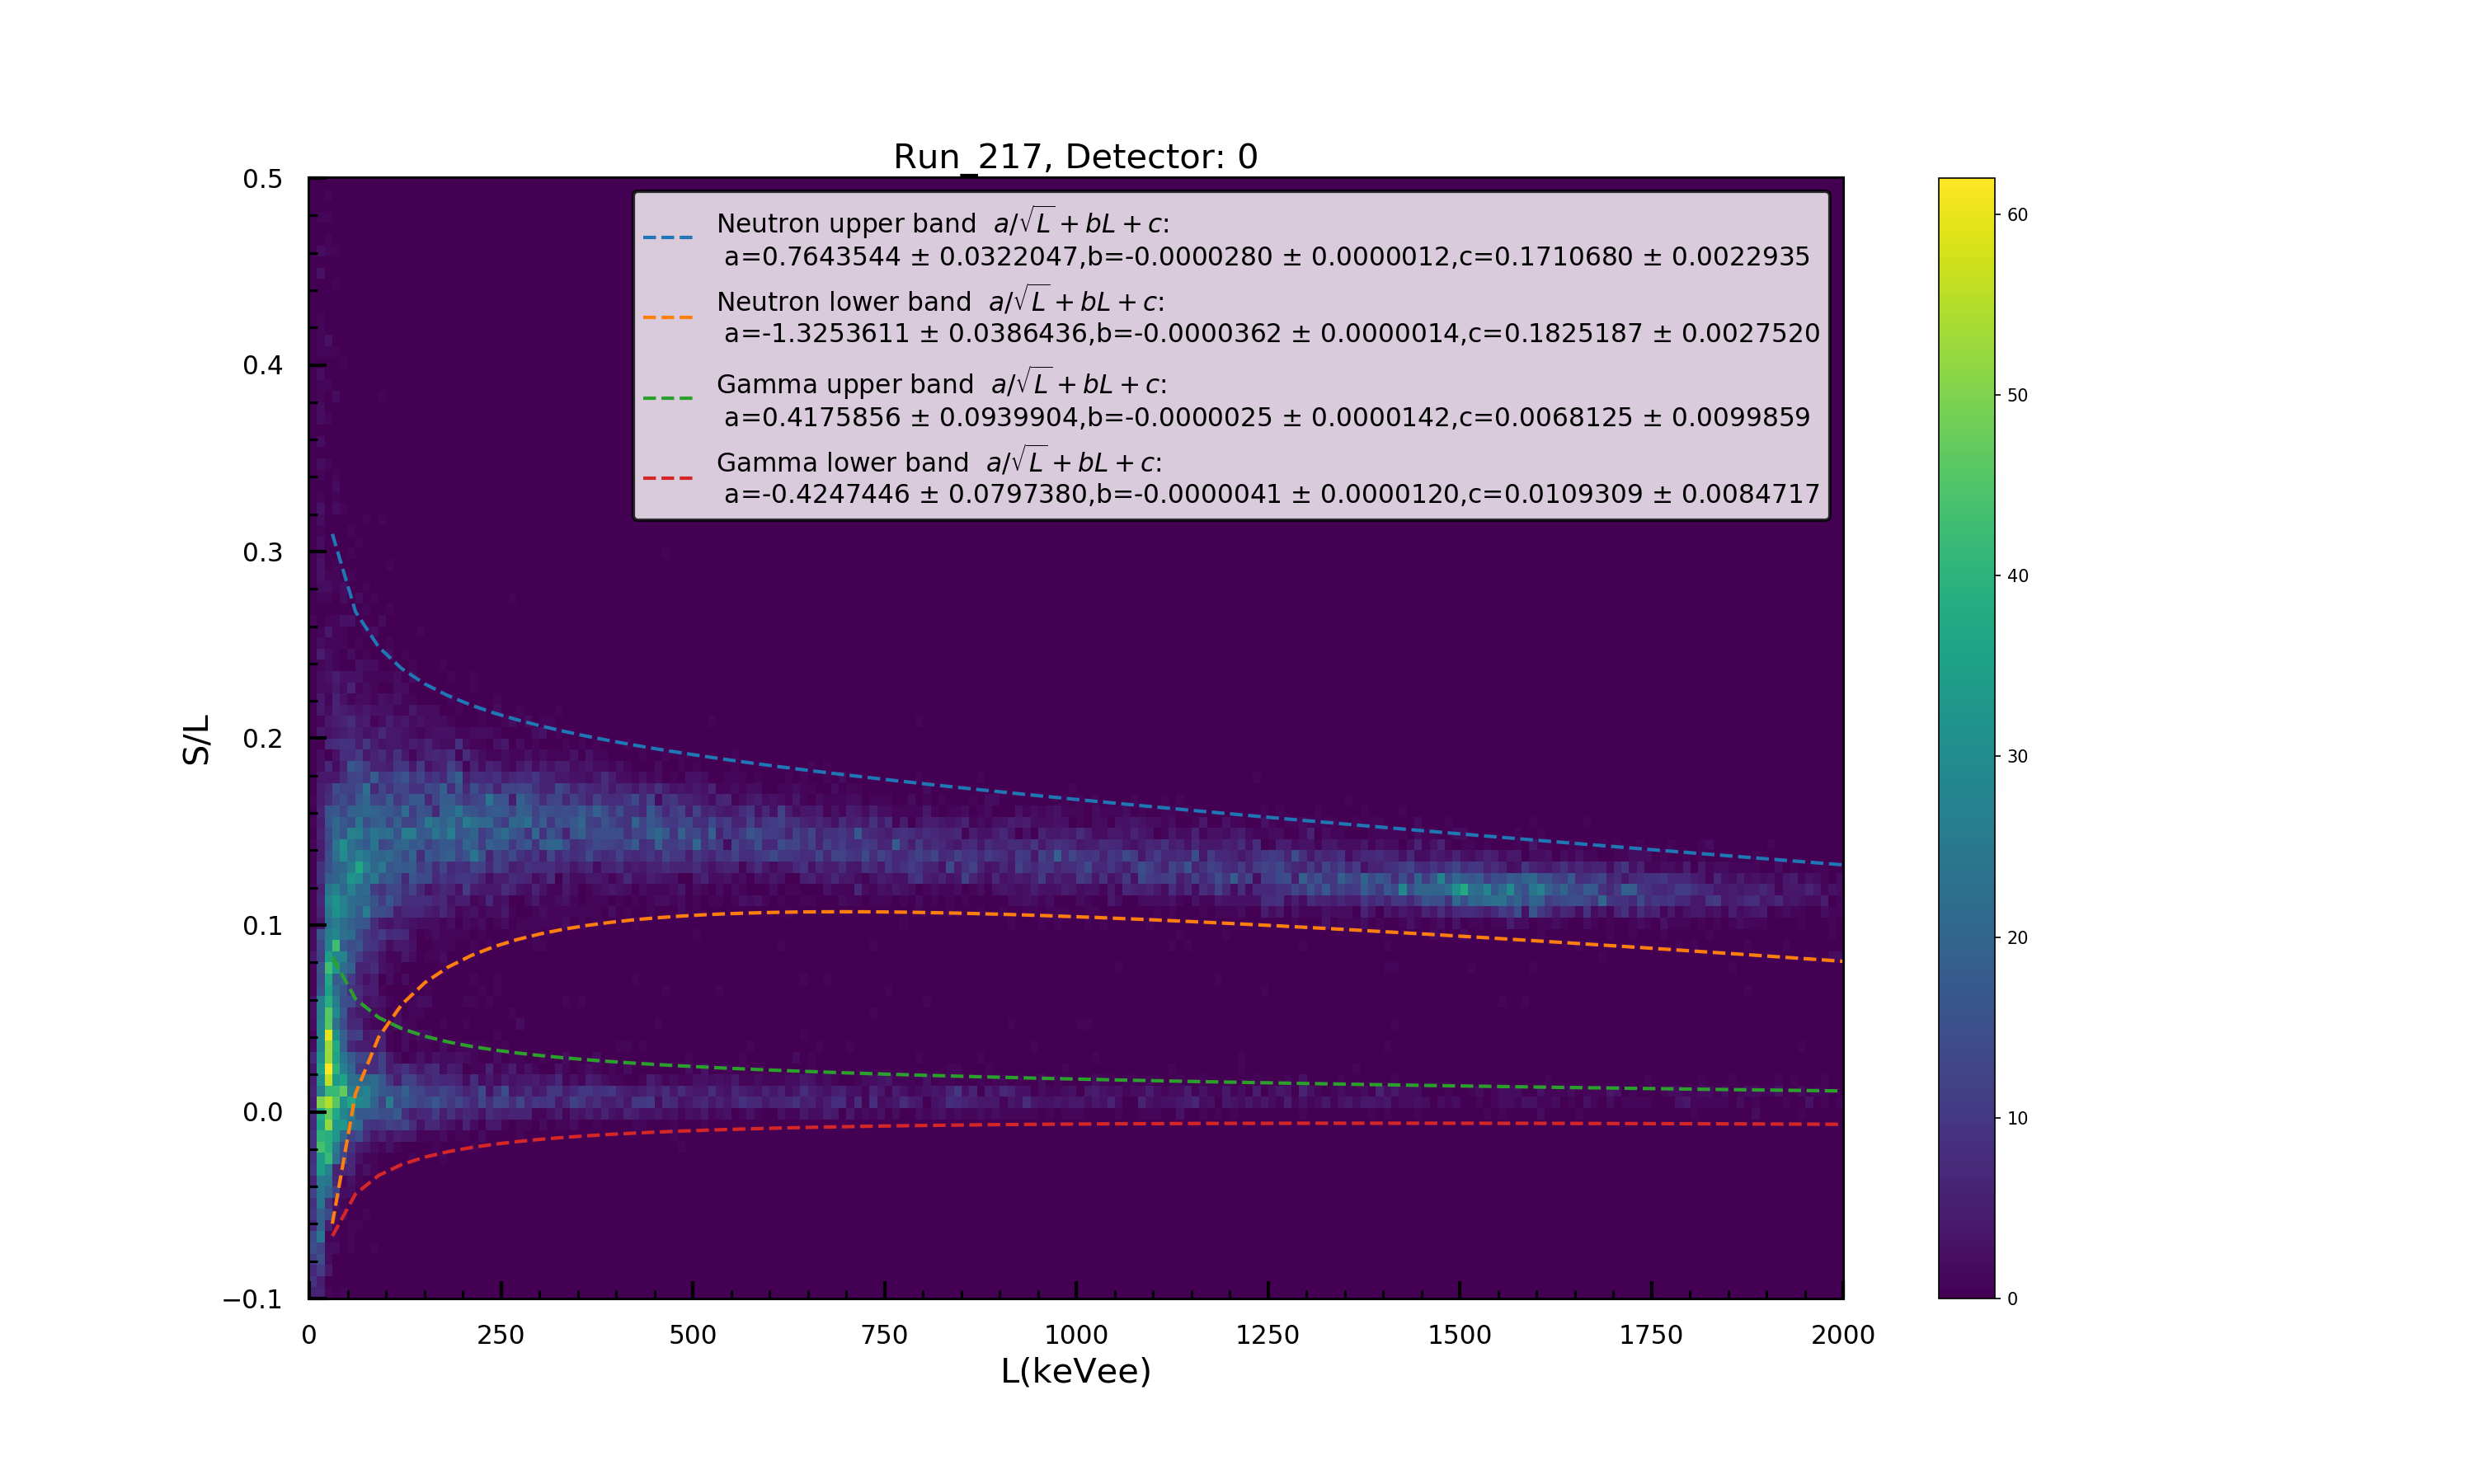 Run_217, Detector: 0
0.5
0.4
0.3
0.2
0.1
0.0
−0.1
S/L
Neutron upper band a/√L + bL + c:
a=0.7643544 ± 0.0322047,b=-0.0000280 ± 0.0000012,c=0.1710680 ± 0.0022935
Neutron lower band a/√L + bL + c:
a=-1.3253611 ± 0.0386436,b=-0.0000362 ± 0.0000014,c=0.1825187 ± 0.0027520
Gamma upper band a/√L + bL + c:
a=0.4175856 ± 0.0939904,b=-0.0000025 ± 0.0000142,c=0.0068125 ± 0.0099859
Gamma lower band a/√L + bL + c:
a=-0.4247446 ± 0.0797380,b=-0.0000041 ± 0.0000120,c=0.0109309 ± 0.0084717
0 250 500 750 1000 1250 1500 1750 2000
L(keVee)
60
50
40
30
20
10
0